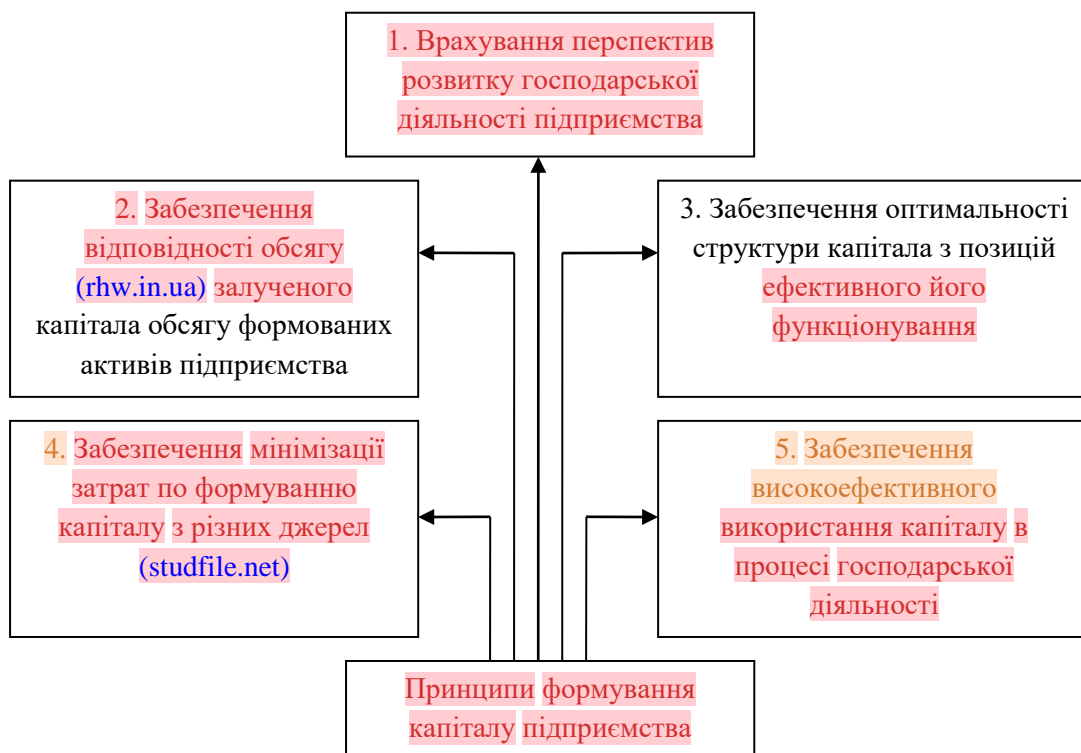 1. Врахування перспектив
розвитку господарської
діяльності підприємства
2. Забезпечення
відповідності обсягу
(rhw.in.ua) залученого
капітала обсягу формованих
активів підприємства
3. Забезпечення оптимальності
структури капітала з позицій
ефективного його
функціонування
4. Забезпечення мінімізації
затрат по формуванню
капіталу з різних джерел
(studfile.net)
5. Забезпечення
високоефективного
використання капіталу в
процесі господарської
діяльності
Принципи формування
капіталу підприємства